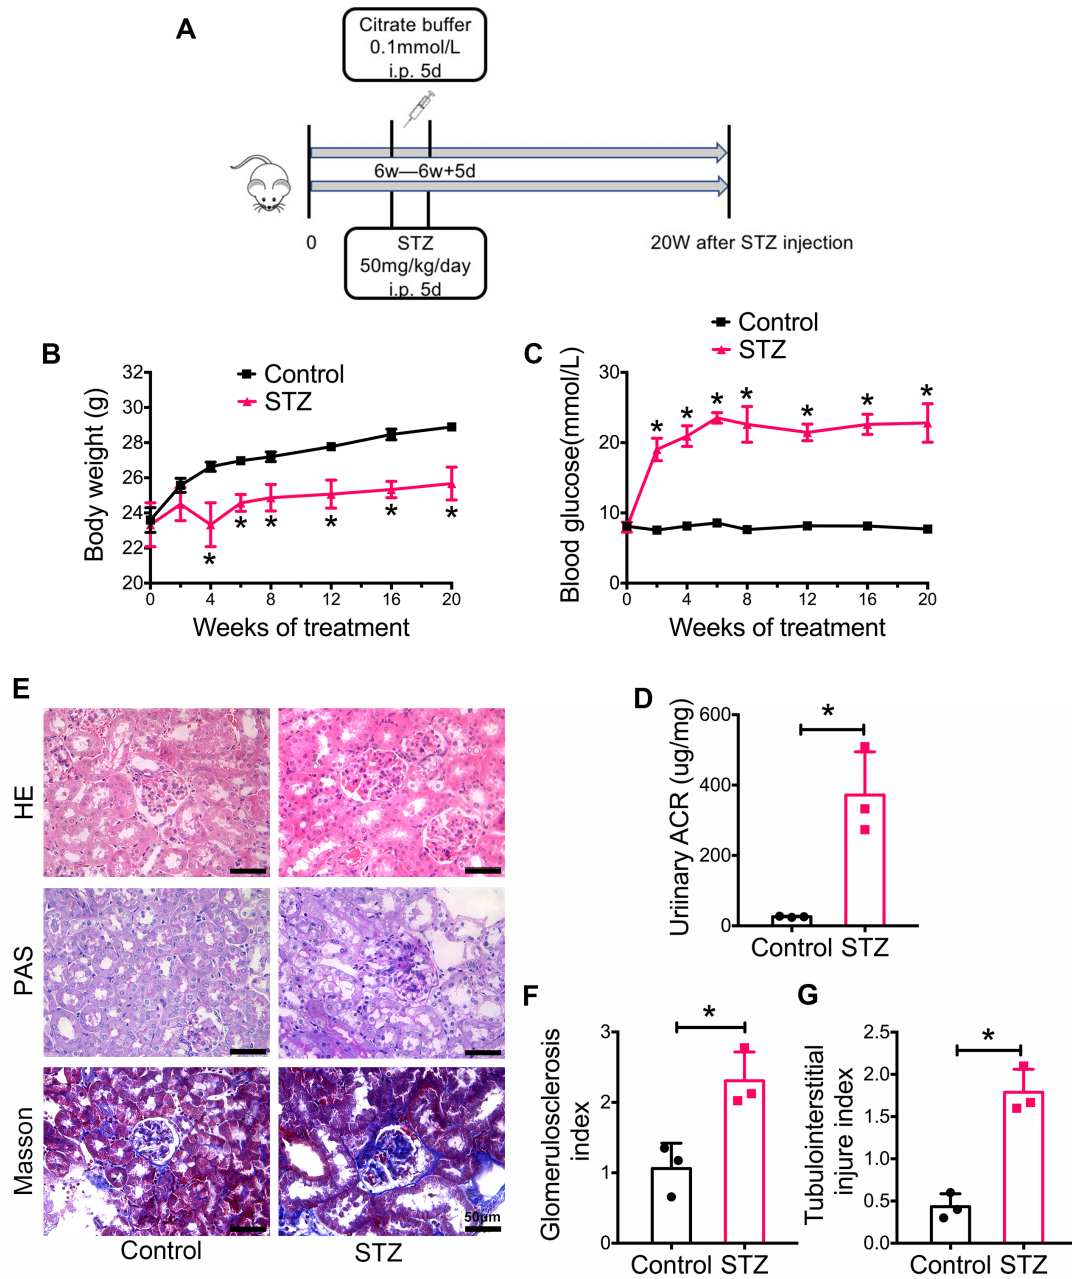 A
Citrate buffer
0.1mmol/L
i.p. 5d
6w—6w+5d
0
20W after STZ injection
STZ
50mg/kg/day
i.p. 5d
B
Control
STZ
Body weight (g)
32
30
28
26
24
22
20
* * * * * *
0 4 8 12 16 20
Weeks of treatment
C
Control
STZ
Blood glucose(mmol/L)
30
20
10
0
* * * * * * *
0 4 8 12 16 20
Weeks of treatment
E
HE
PAS
Masson
50μm
Control STZ
D
Uriinary ACR (ug/mg)
600
400
200
0
*
Control STZ
F
Glomerulosclerosis
index
3
2
1
0
*
Control STZ
G
Tubulointerstitial
injure index
2.5
2.0
1.5
1.0
0.5
0.0
*
Control STZ